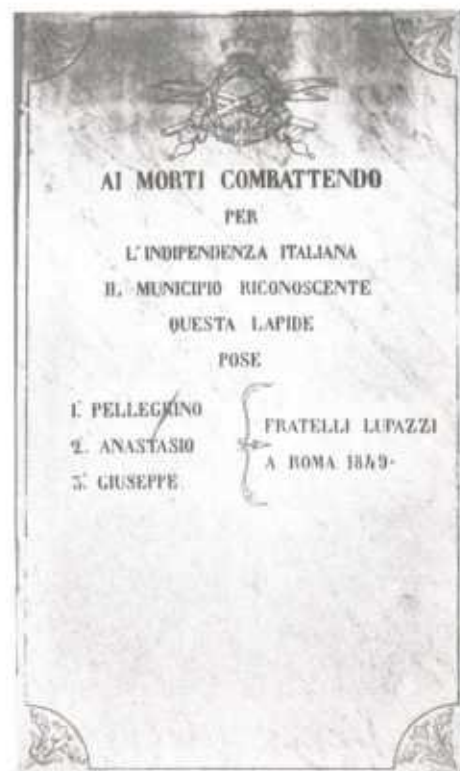 AI MORTI COMBATTENDO
PER
L'INDIPENDENZA ITALIANA
IL MUNICIPIO RICONOSCENTE
QUESTA LAPIDE
POSE
1. PELLEGRINO
2. ANASTASIO
3. GIUSEPPE
FRATELLI LUPAZZI
A ROMA 1849.